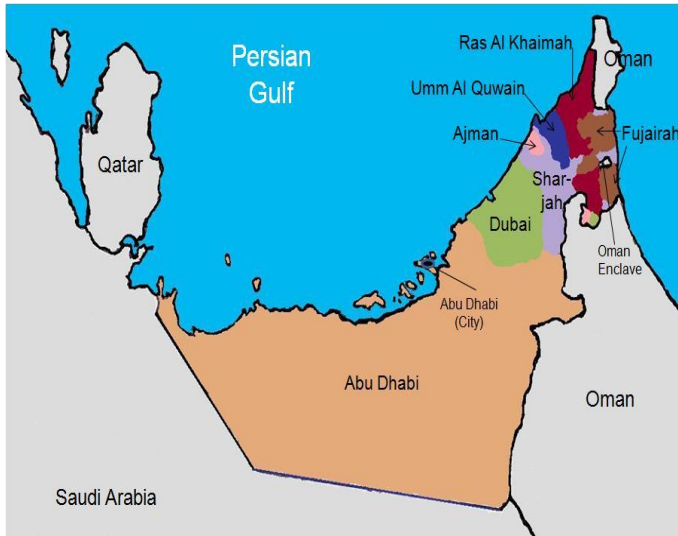 Persian
Gulf
Ras Al Khaimah
Oman
Umm Al Quwain
Ajman
Fujairah
Qatar
Shar-
jah
Dubai
Oman
Enclave
Abu Dhabi
(City)
Abu Dhabi
Oman
Saudi Arabia